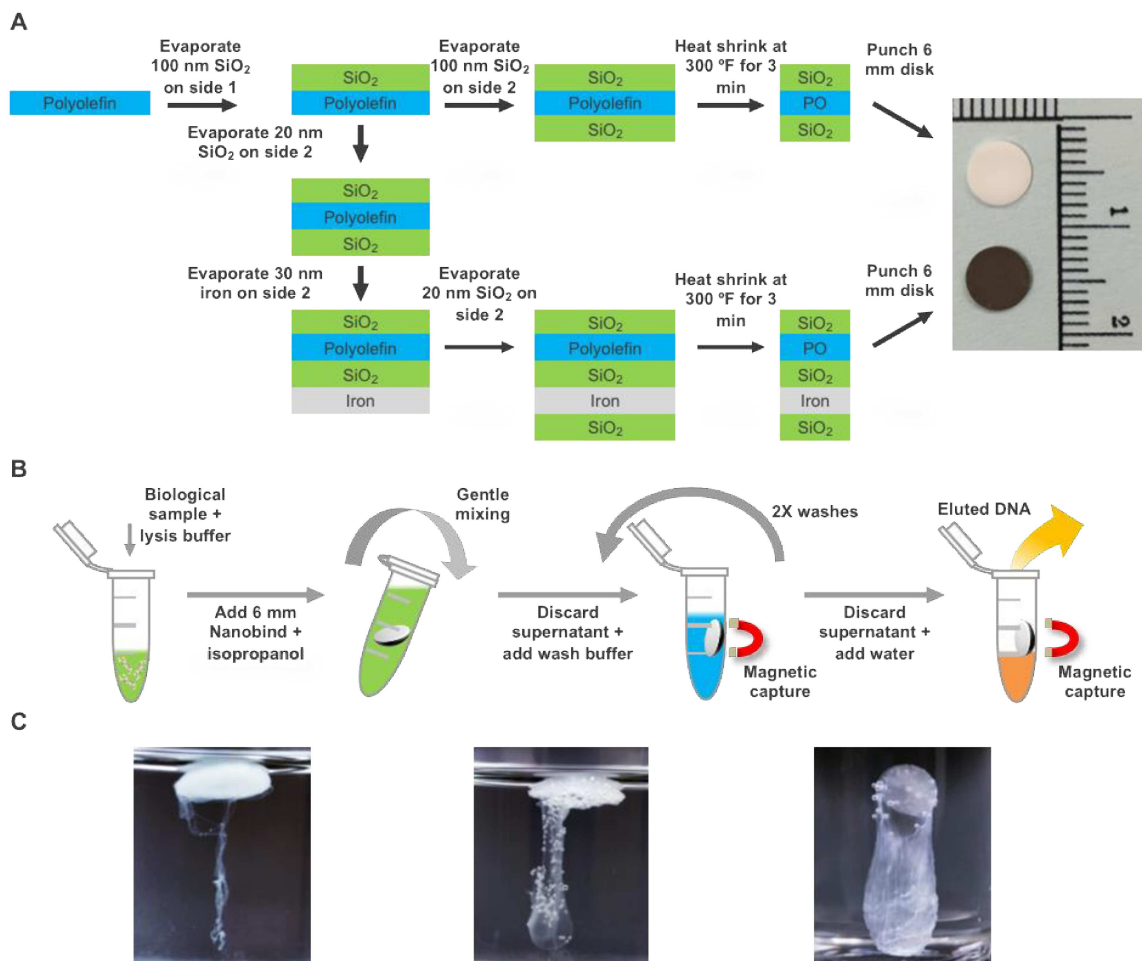 A
Polyolefin
Evaporate
100 nm SiO₂
on side 1
SiO₂
Polyolefin
Evaporate
100 nm SiO₂
on side 2
SiO₂
Polyolefin
SiO₂
Heat shrink at
300 ºF for 3
min
SiO₂
PO
SiO₂
Punch 6
mm disk
Evaporate 20 nm
SiO₂ on side 2
SiO₂
Polyolefin
SiO₂
Evaporate 30 nm
iron on side 2
SiO₂
Polyolefin
SiO₂
Iron
Evaporate
20 nm SiO₂ on
side 2
SiO₂
Polyolefin
SiO₂
Iron
SiO₂
Heat shrink at
300 ºF for 3
min
SiO₂
PO
SiO₂
Iron
SiO₂
Punch 6
mm disk
1
2
B
Biological
sample +
lysis buffer
Add 6 mm
Nanobind +
isopropanol
Gentle
mixing
Discard
supernatant +
add wash buffer
2X washes
Magnetic
capture
Discard
supernatant +
add water
Eluted DNA
Magnetic
capture
C